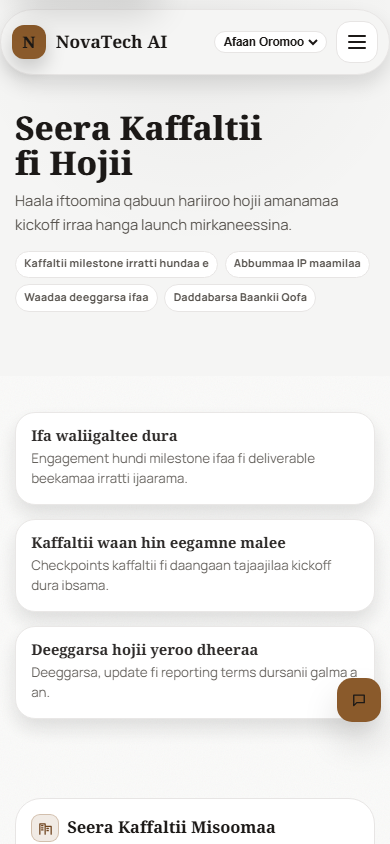 N NovaTech AI Afaan Oromoo
Seera Kaffaltii
fi Hojii
Haala iftoomina qabuun hariiroo hojii amanamaa
kickoff irraa hanga launch mirkaneessina.
Kaffaltii milestone irratti hundaa e Abbummaa IP maamilaa
Waadaa deeggarsa ifaa Daddabarsa Baankii Qofa
Ifa waliigaltee dura
Engagement hundi milestone ifaa fi deliverable
beekamaa irratti ijaarama.
Kaffaltii waan hin eegamne malee
Checkpoints kaffaltii fi daangaan tajaajilaa kickoff
dura ibsama.
Deeggarsa hojii yeroo dheeraa
Deeggarsa, update fi reporting terms dursanii galma a
an.
Seera Kaffaltii Misoomaa